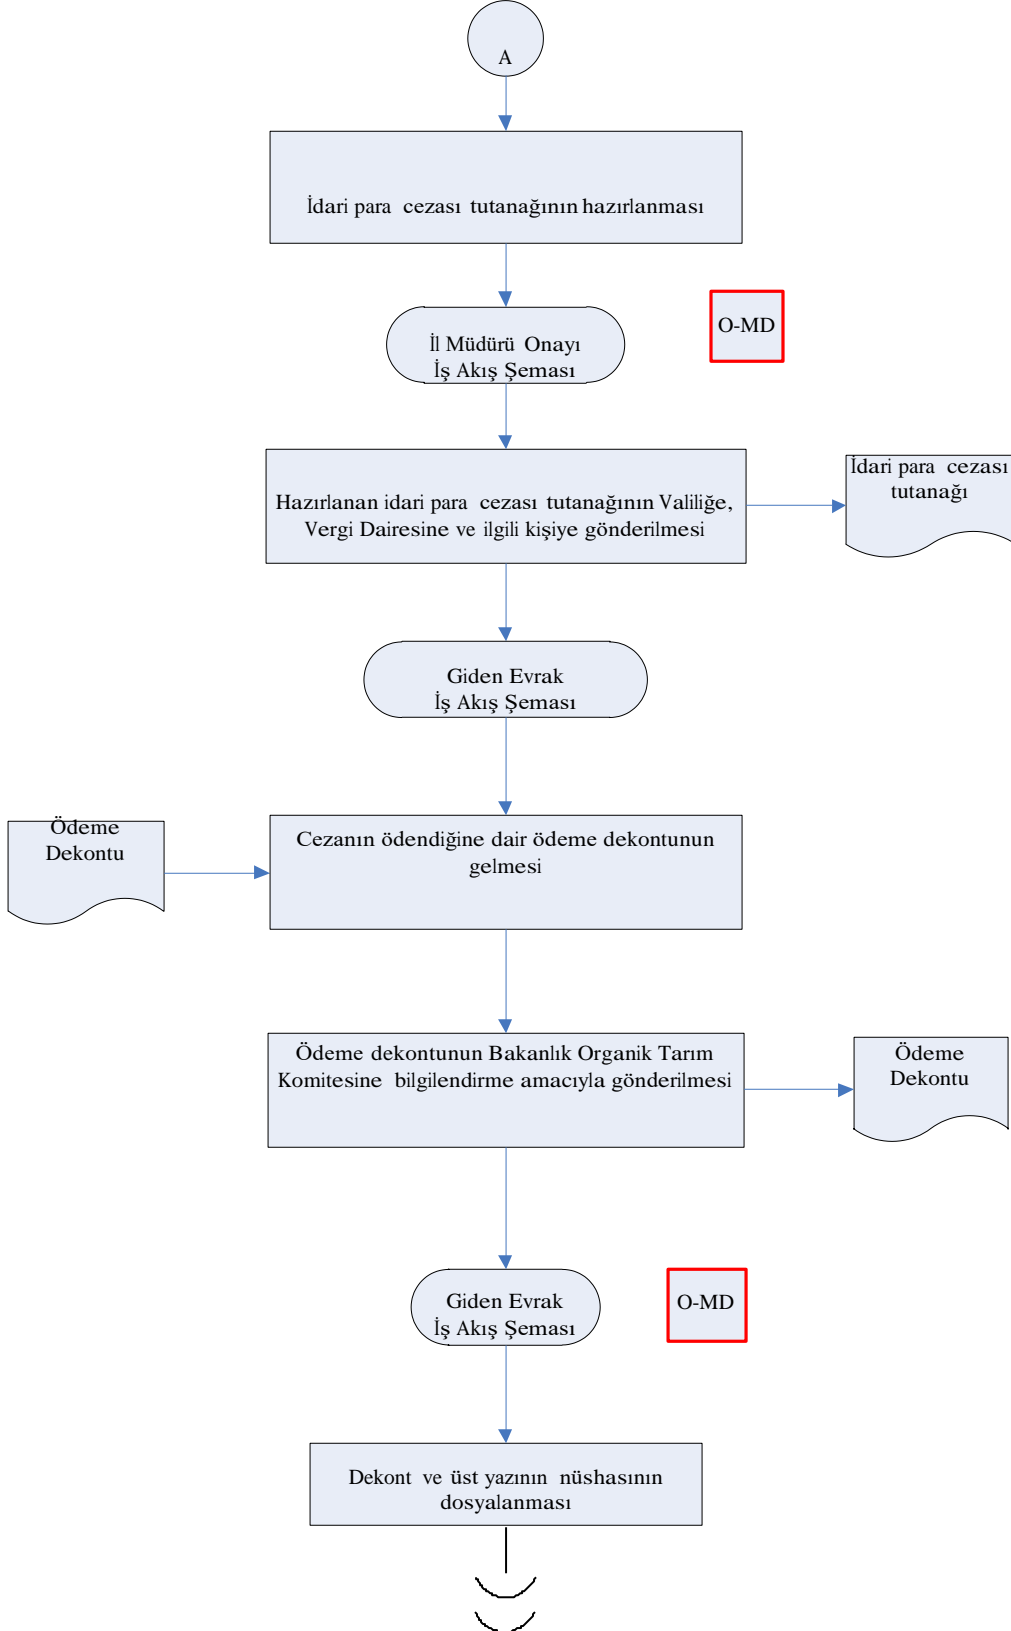 A
İdari para cezası tutanağının hazırlanması
İl Müdürü Onayı
İş Akış Şeması
O-MD
Hazırlanan idari para cezası tutanağının Valiliğe,
Vergi Dairesine ve ilgili kişiye gönderilmesi
İdari para cezası
tutanağı
Giden Evrak
İş Akış Şeması
Ödeme
Dekontu
Cezanın ödendiğine dair ödeme dekontunun
gelmesi
Ödeme dekontunun Bakanlık Organik Tarım
Komitesine bilgilendirme amacıyla gönderilmesi
Ödeme
Dekontu
Giden Evrak
İş Akış Şeması
O-MD
Dekont ve üst yazının nüshasının
dosyalanması